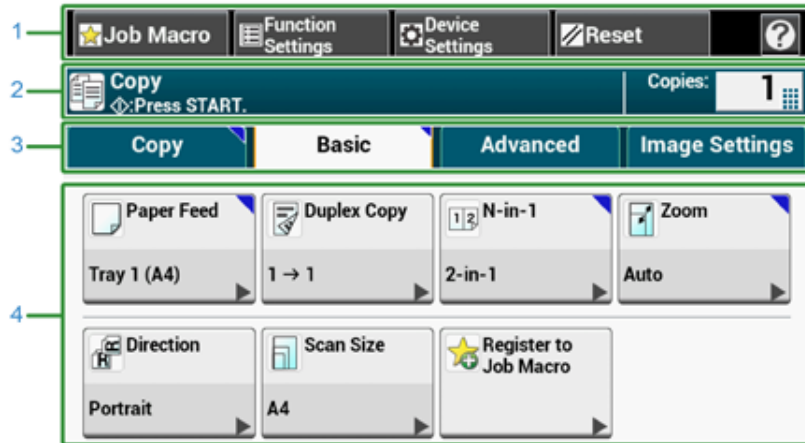 1
Job Macro
Function
Settings
Device
Settings
Reset
?
2
Copy
:Press START.
Copies:
1
3
Copy
Basic
Advanced
Image Settings
4
Paper Feed
Tray 1 (A4)
Duplex Copy
1 → 1
1 2
N-in-1
2-in-1
Zoom
Auto
R R
Direction
Portrait
Scan Size
A4
Register to
Job Macro